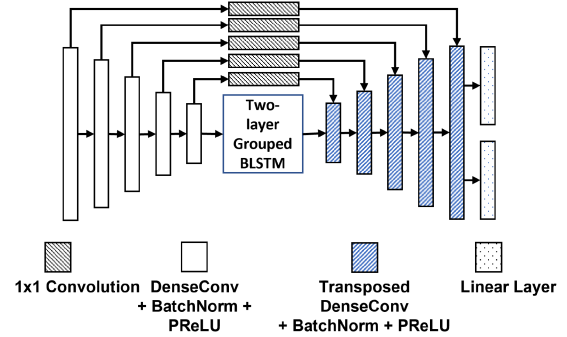 Two-
layer
Grouped
BLSTM
1x1 Convolution
DenseConv
+ BatchNorm +
PReLU
Transposed
DenseConv
+ BatchNorm + PReLU
Linear Layer